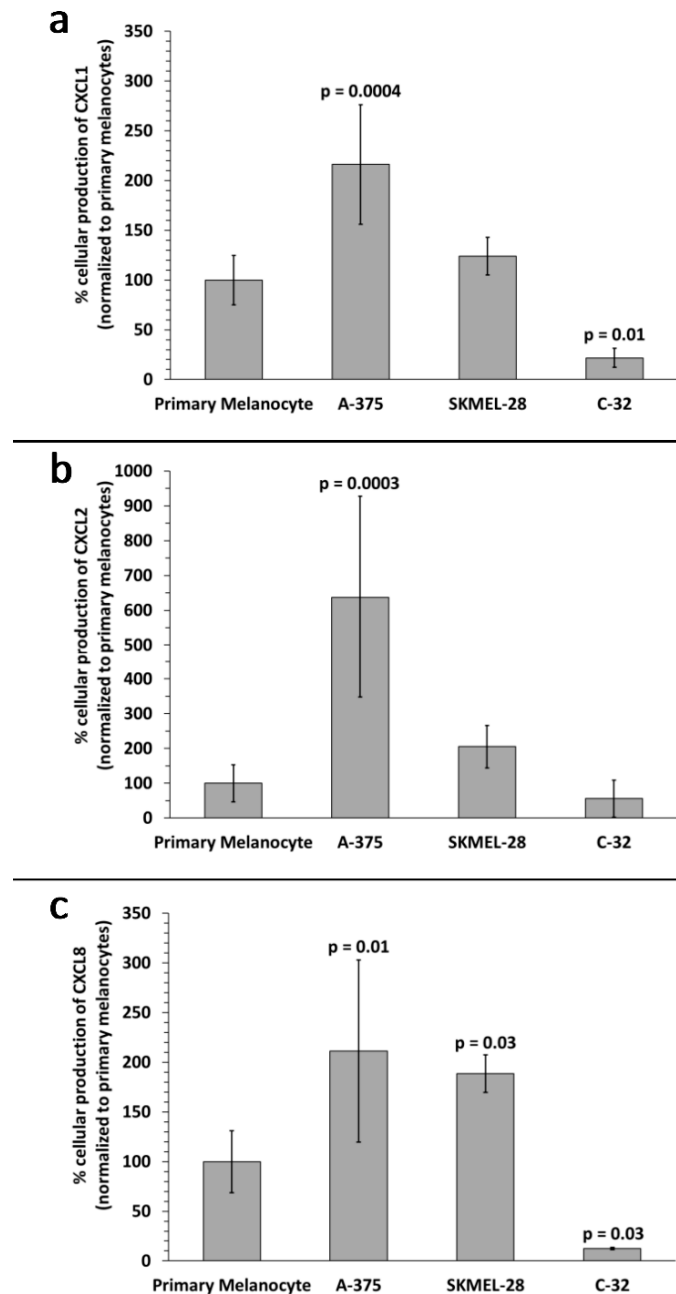 a
% cellular production of CXCL1
(normalized to primary melanocytes)
350
300
250
200
150
100
50
0
p = 0.0004
p = 0.01
Primary Melanocyte A-375 SKMEL-28 C-32
b
% cellular production of CXCL2
(normalized to primary melanocytes)
1000
900
800
700
600
500
400
300
200
100
0
p = 0.0003
Primary Melanocyte A-375 SKMEL-28 C-32
c
% cellular production of CXCL8
(normalized to primary melanocytes)
350
300
250
200
150
100
50
0
p = 0.01
p = 0.03
p = 0.03
Primary Melanocyte A-375 SKMEL-28 C-32